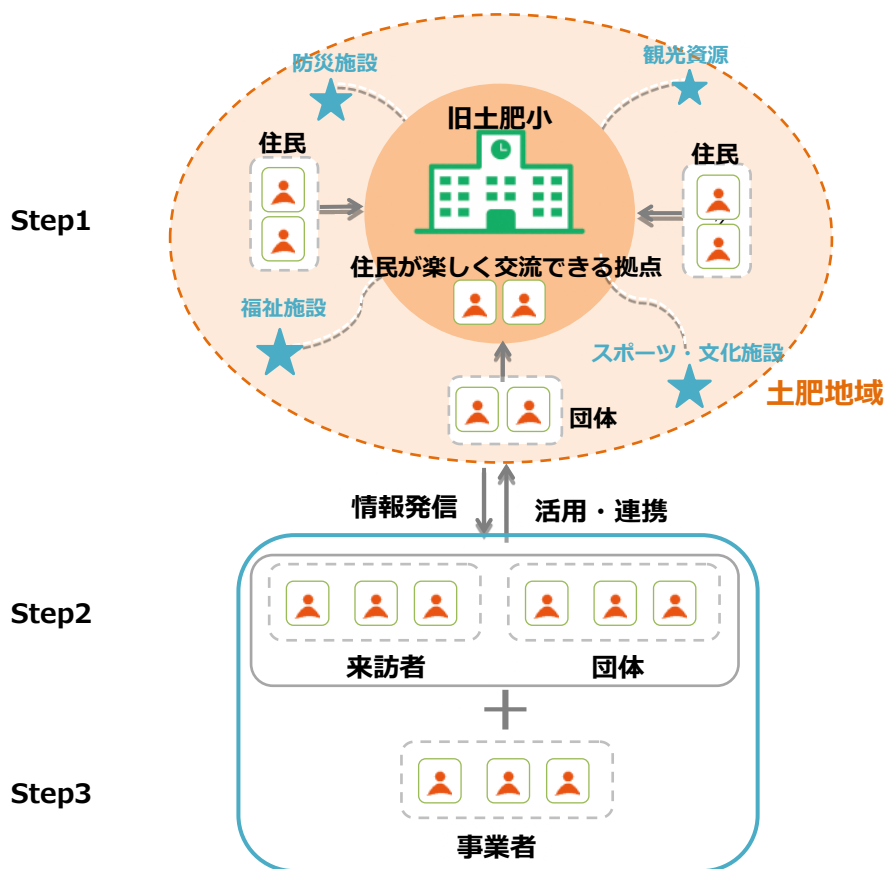 防災施設
観光資源
旧土肥小
住民
住民
Step1
住民が楽しく交流できる拠点
福祉施設
スポーツ・文化施設
土肥地域
団体
情報発信
活用・連携
Step2
来訪者
団体
Step3
事業者